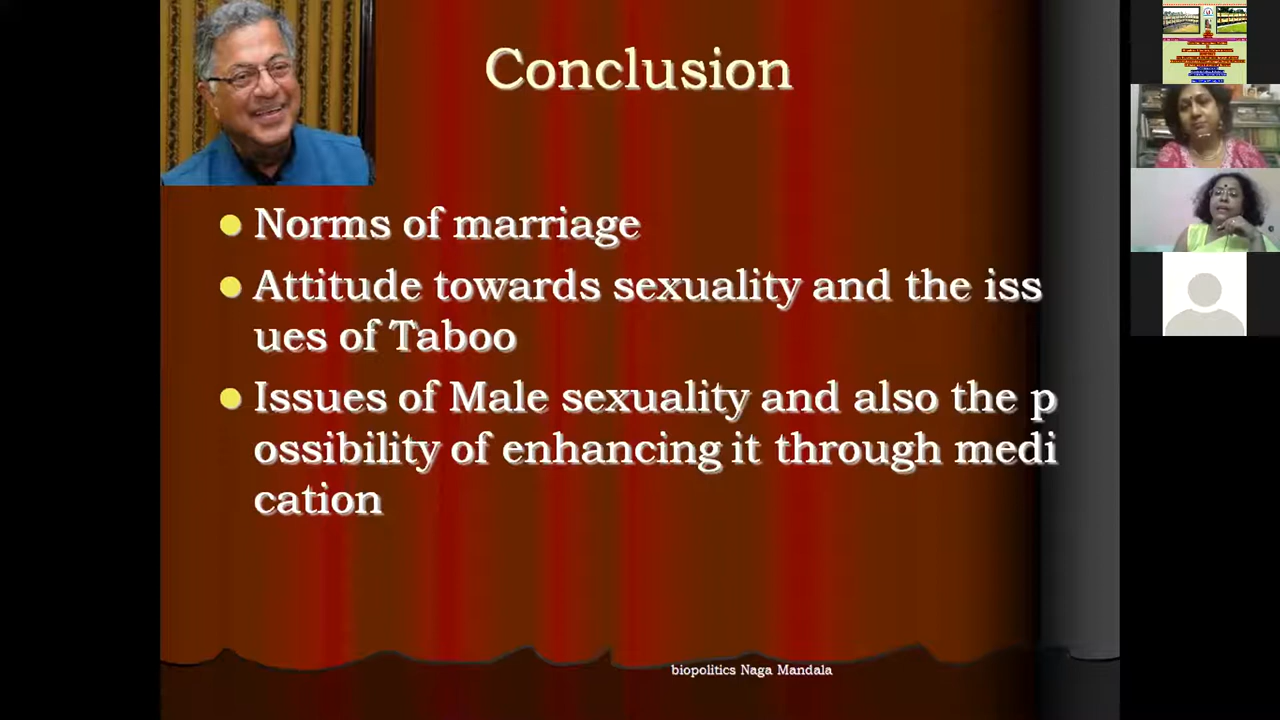 Conclusion
Norms of marriage
Attitude towards sexuality and the iss
ues of Taboo
Issues of Male sexuality and also the p
ossibility of enhancing it through medi
cation
biopolitics Naga Mandala